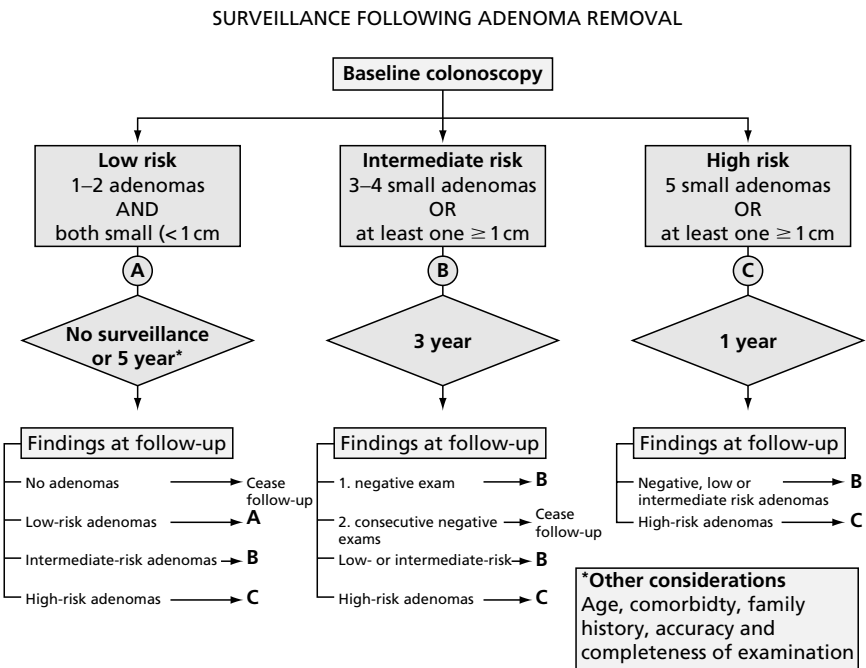 SURVEILLANCE FOLLOWING ADENOMA REMOVAL
Baseline colonoscopy
Low risk
1–2 adenomas
AND
both small (< 1 cm
Intermediate risk
3–4 small adenomas
OR
at least one ≥ 1 cm
High risk
5 small adenomas
OR
at least one ≥ 1 cm
A
B
C
No surveillance
or 5 year*
3 year
1 year
Findings at follow-up
No adenomas
Cease
follow-up
Low-risk adenomas
A
Intermediate-risk adenomas
B
High-risk adenomas
C
Findings at follow-up
1. negative exam
B
2. consecutive negative
exams
Cease
follow-up
Low- or intermediate-risk
B
High-risk adenomas
C
Findings at follow-up
Negative, low or
intermediate risk adenomas
B
High-risk adenomas
C
*Other considerations
Age, comorbidty, family
history, accuracy and
completeness of examination